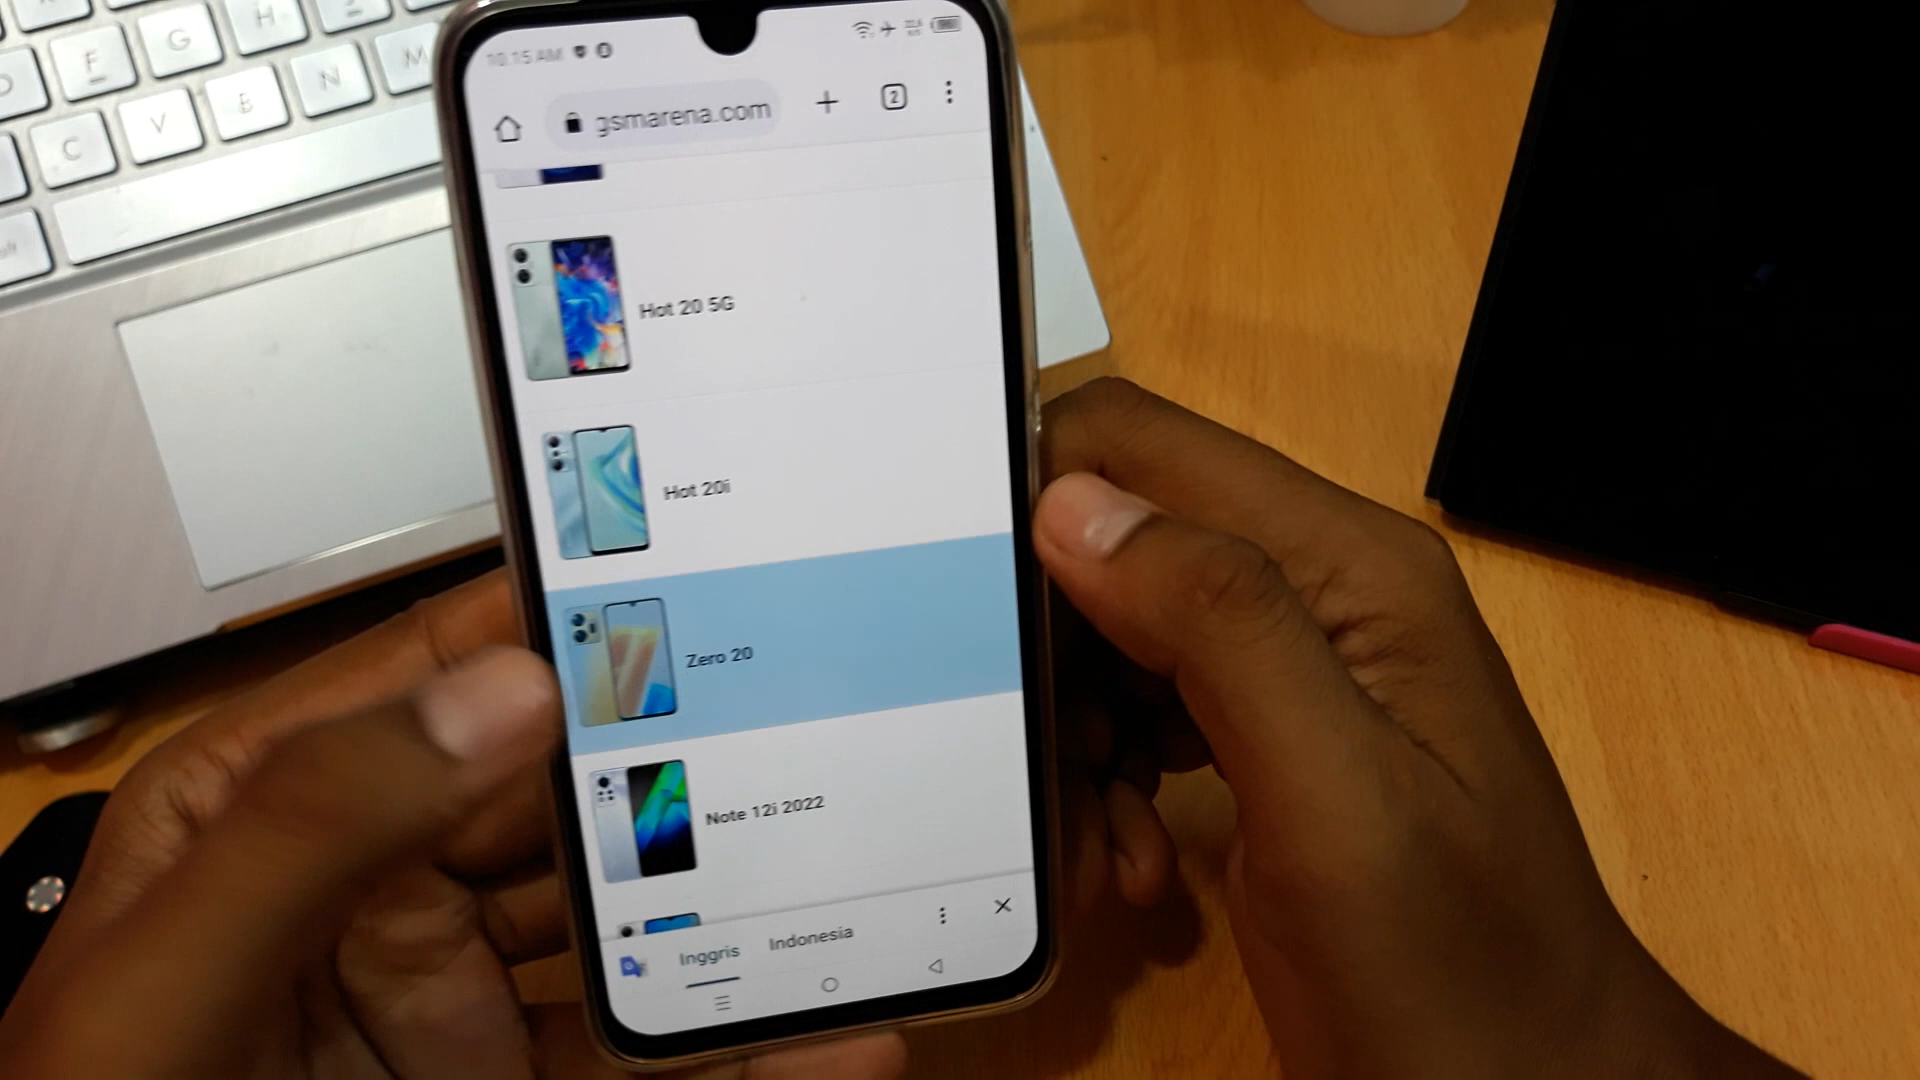 F G H
C V B N M
10.15 AM
gsmarena.com
2
Hot 20 5G
Hot 20i
Zero 20
Note 12i 2022
Inggris Indonesia